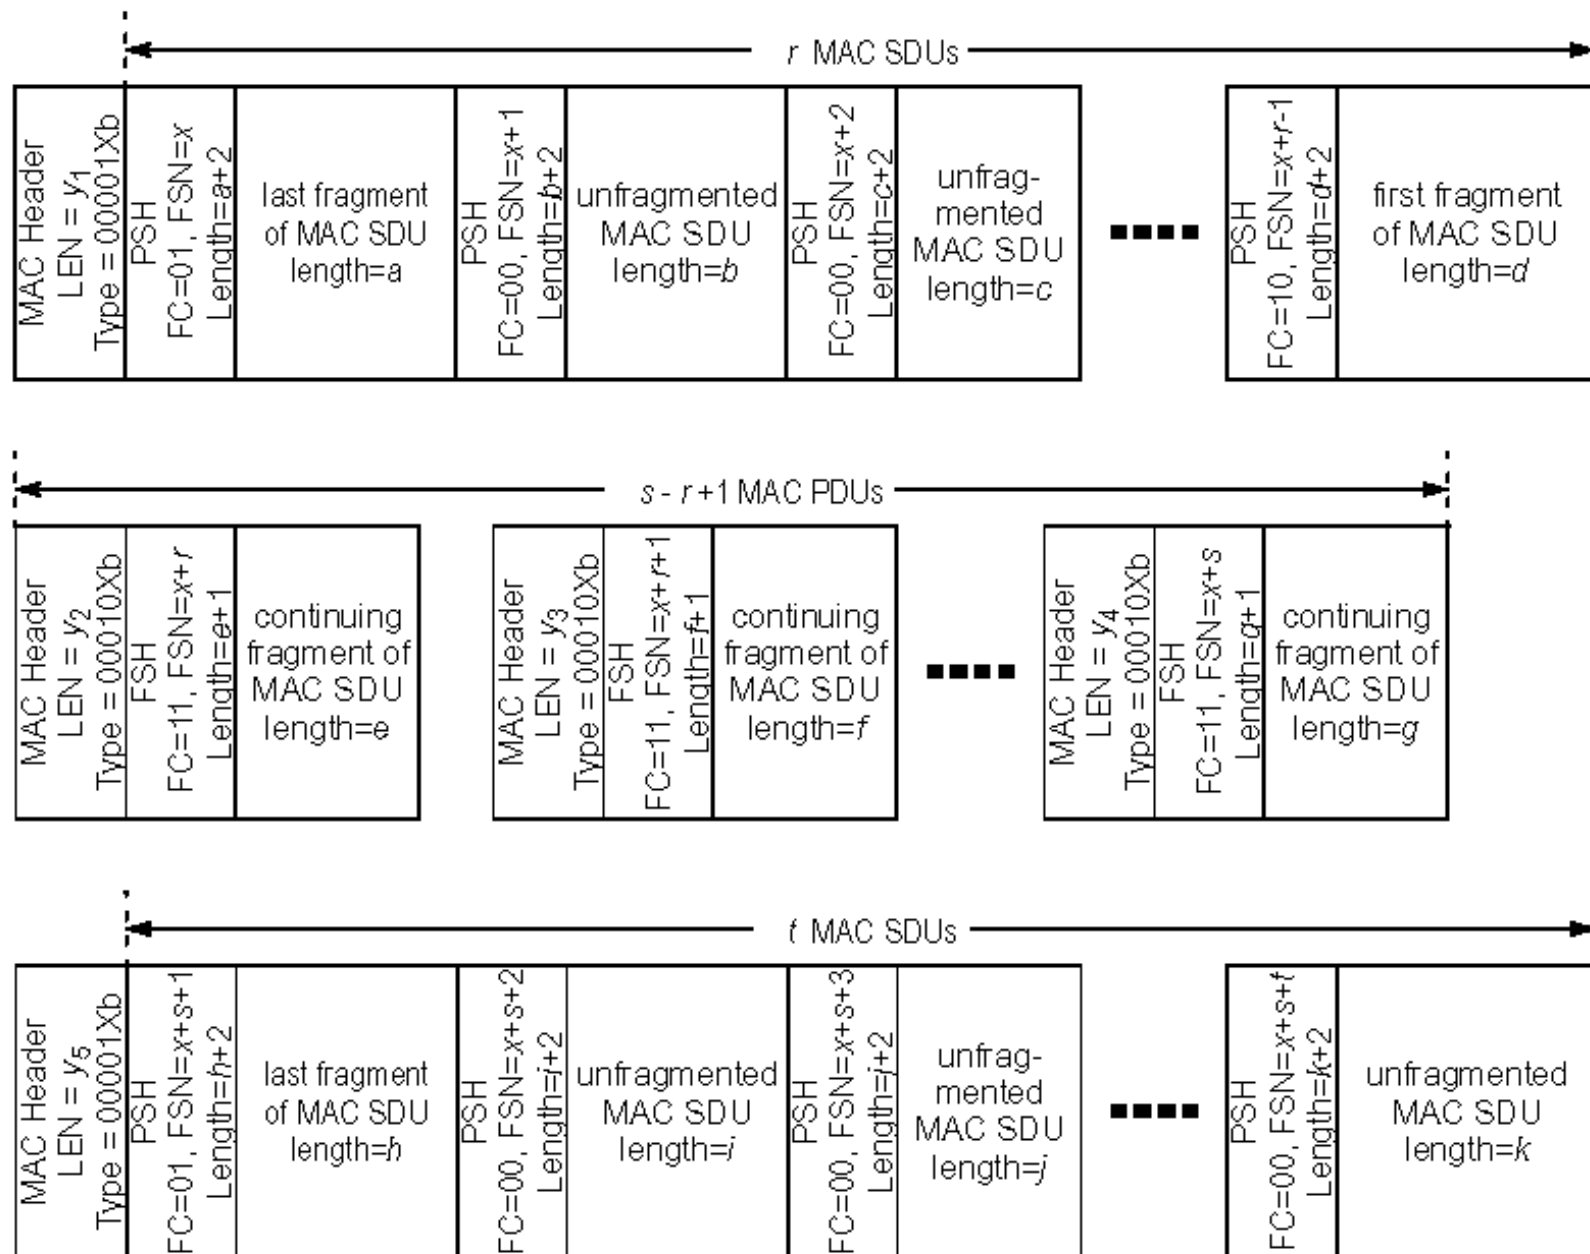 r MAC SDUs
MAC Header
LEN = y1
Type = 00001Xb
PSH
FC=01, FSN=x
Length=a+2
last fragment
of MAC SDU
length=a
PSH
FC=00, FSN=x+1
Length=b+2
unfragmented
MAC SDU
length=b
PSH
FC=00, FSN=x+2
Length=c+2
unfrag-
mented
MAC SDU
length=c
PSH
FC=10, FSN=x+r-1
Length=d+2
first fragment
of MAC SDU
length=d
s - r +1 MAC PDUs
MAC Header
LEN = y2
Type = 00010Xb
FSH
FC=11, FSN=x+r
Length=e+1
continuing
fragment of
MAC SDU
length=e
MAC Header
LEN = y3
Type = 00010Xb
FSH
FC=11, FSN=x+r+1
Length=f+1
continuing
fragment of
MAC SDU
length=f
MAC Header
LEN = y4
Type = 00010Xb
FSH
FC=11, FSN=x+s
Length=g+1
continuing
fragment of
MAC SDU
length=g
t MAC SDUs
MAC Header
LEN = y5
Type = 00001Xb
PSH
FC=01, FSN=x+s+1
Length=h+2
last fragment
of MAC SDU
length=h
PSH
FC=00, FSN=x+s+2
Length=i+2
unfragmented
MAC SDU
length=i
PSH
FC=00, FSN=x+s+3
Length=j+2
unfrag-
mented
MAC SDU
length=j
PSH
FC=00, FSN=x+s+t
Length=k+2
unfragmented
MAC SDU
length=k